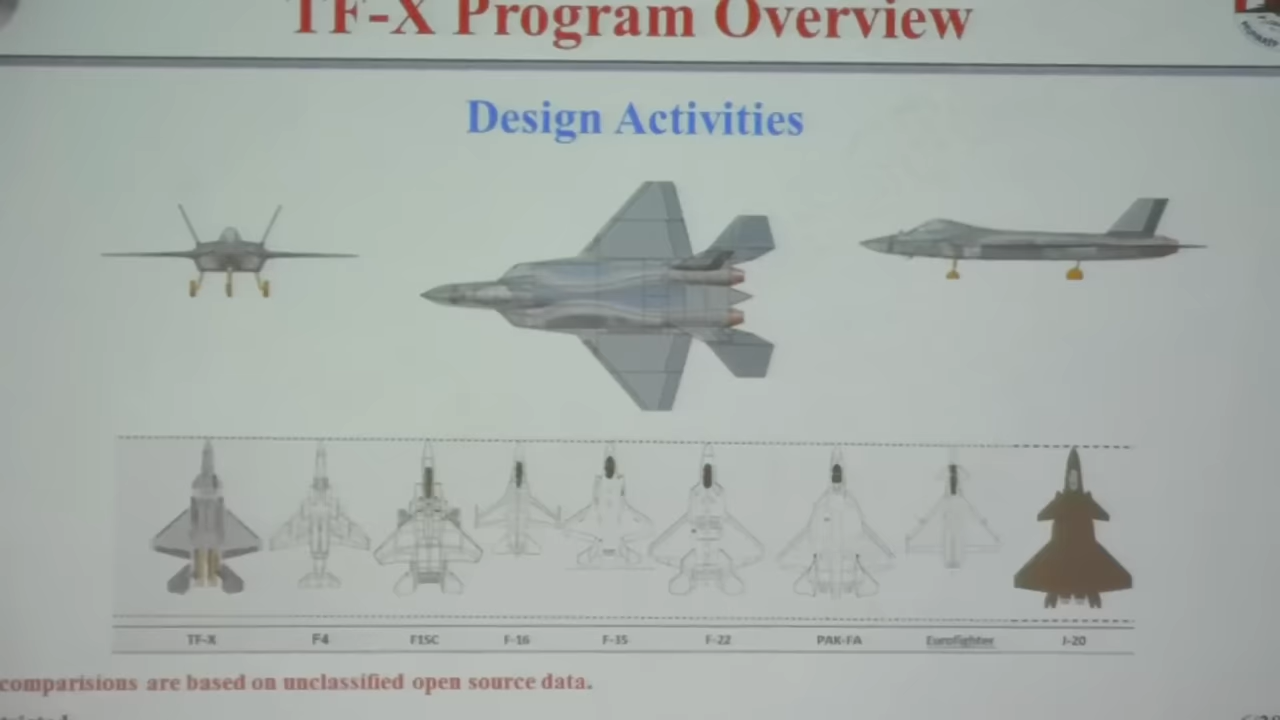 TF-X Program Overview
Design Activities
TF-X F4 F15C F-16 F-35 F-22 PAK-FA Eurofighter J-20
comparisions are based on unclassified open source data.